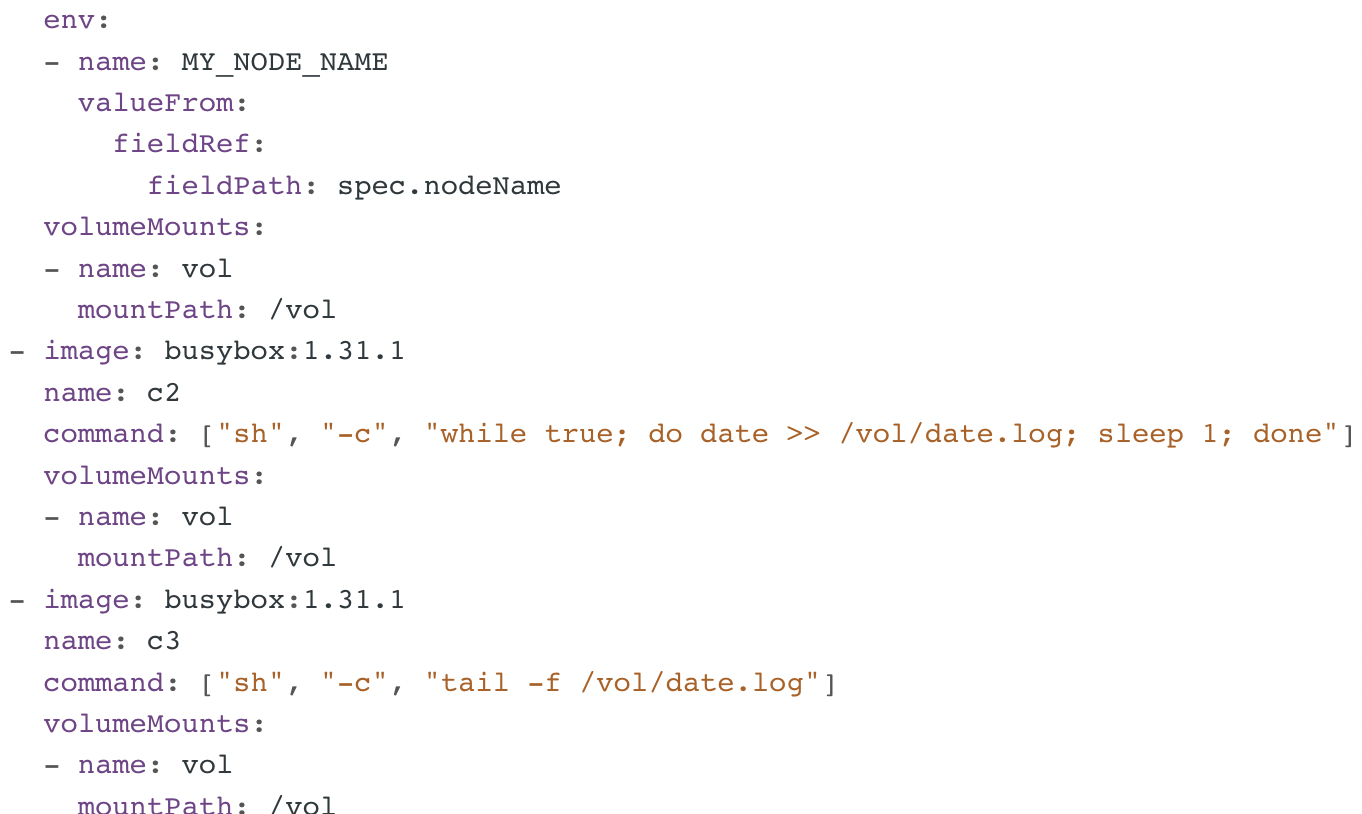 env:
- name: MY_NODE_NAME
valueFrom:
fieldRef:
fieldPath: spec.nodeName
volumeMounts:
- name: vol
mountPath: /vol
- image: busybox:1.31.1
name: c2
command: ["sh", "-c", "while true; do date >> /vol/date.log; sleep 1; done"]
volumeMounts:
- name: vol
mountPath: /vol
- image: busybox:1.31.1
name: c3
command: ["sh", "-c", "tail -f /vol/date.log"]
volumeMounts:
- name: vol
mountPath: /vol